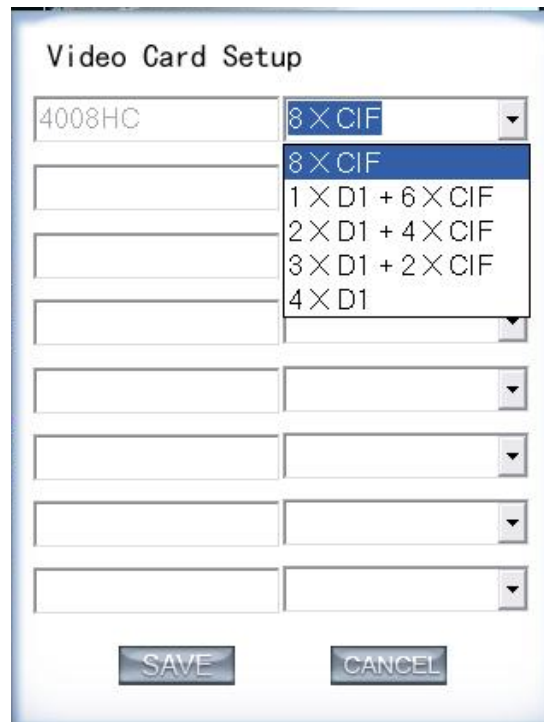 Video Card Setup
4008HC
8×CIF
8×CIF
1×D1+6×CIF
2×D1+4×CIF
3×D1+2×CIF
4×D1
SAVE
CANCEL